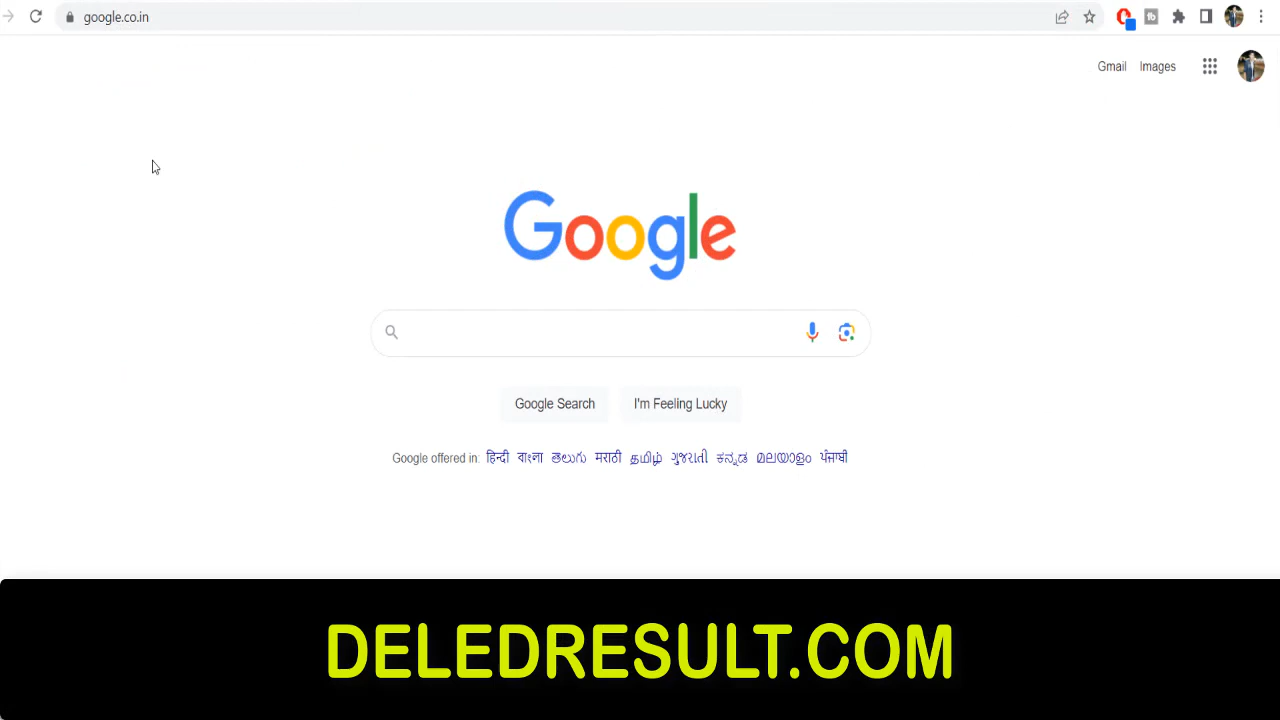 google.co.in
Gmail Images
Google
Google Search I'm Feeling Lucky
Google offered in: हिन्दी বাংলা తెలుగు मराठी தமிழ் ગુજરાતી ಕನ್ನಡ മലയാളം ਪੰਜਾਬੀ
DELEDRESULT.COM